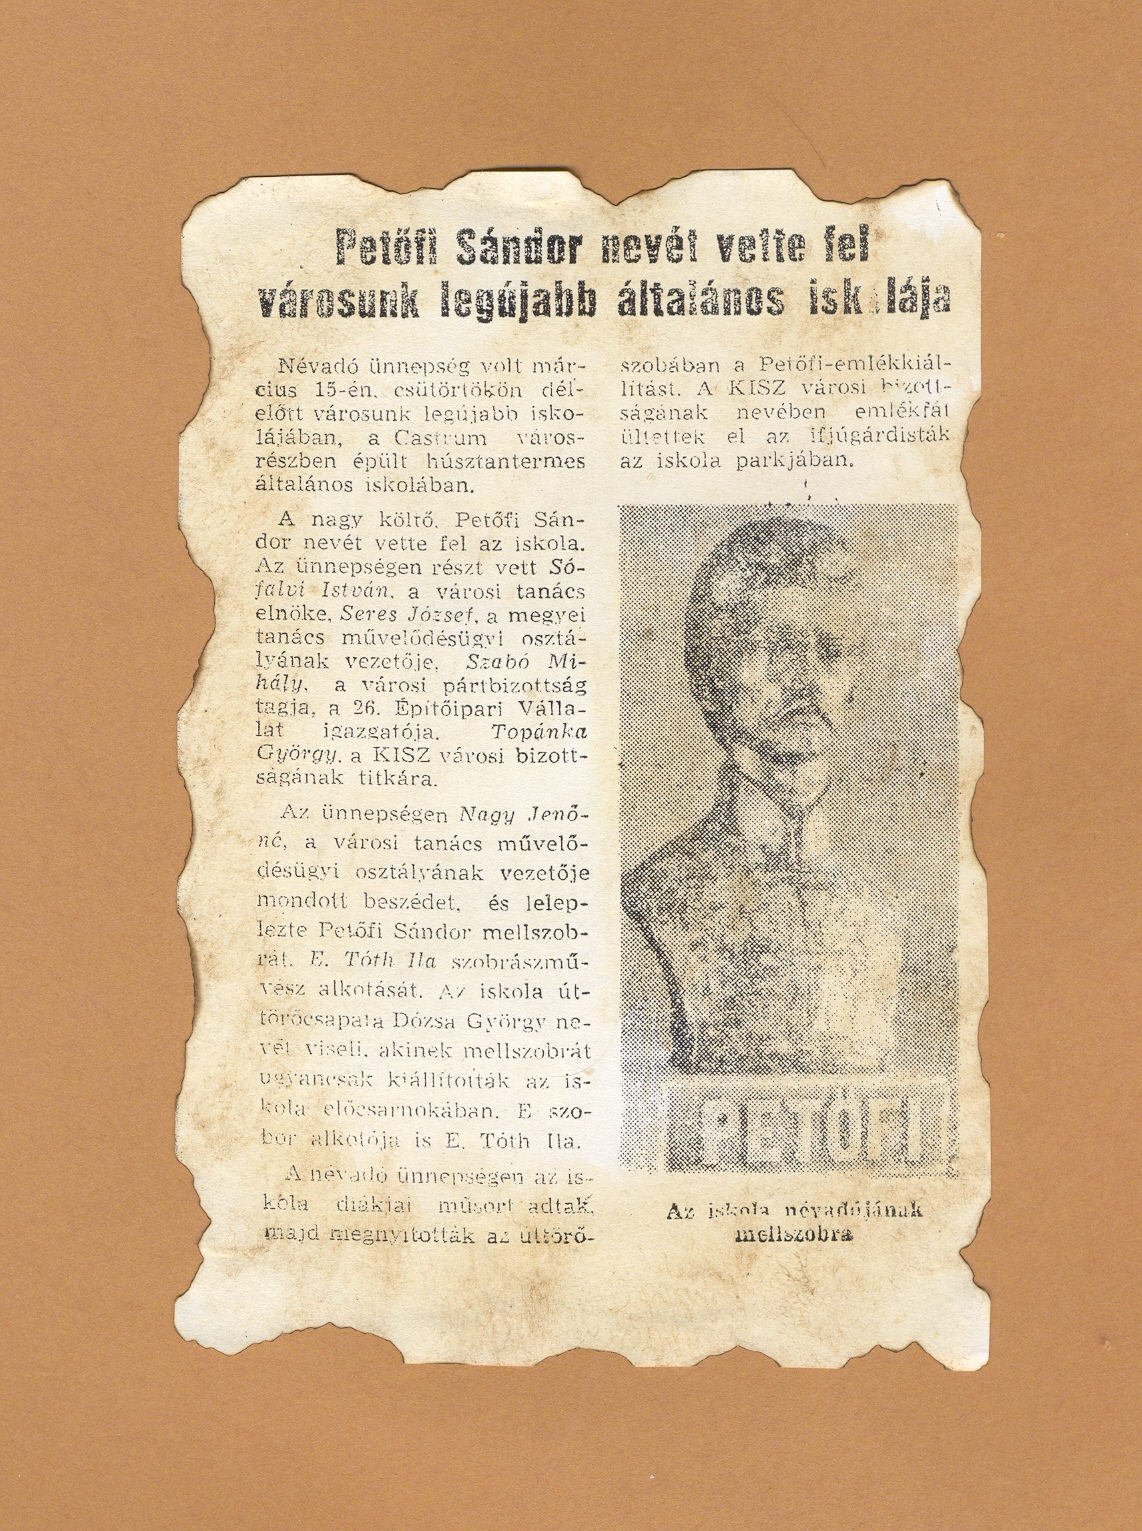 Petőfi Sándor nevét vette fel
városunk legújabb általános isk lája
Névadó ünnepség volt már-
cius 15-én, csütörtökön dél-
előtt városunk legújabb isko-
lájában, a Castrum város-
részben épült húsztantermes
általános iskolában.
A nagy költő, Petőfi Sán-
dor nevét vette fel az iskola.
Az ünnepségen részt vett Só-
falvi István, a városi tanács
elnöke, Seres József, a megyei
tanács művelődésügyi osztá-
lyának vezetője, Szabó Mi-
hály, a városi pártbizottság
tagja, a 26. Építőipari Válla-
lat igazgatója, Topánka
György, a KISZ városi bizott-
ságának titkára.
Az ünnepségen Nagy Jenő-
né, a városi tanács művelő-
désügyi osztályának vezetője
mondott beszédet, és lelep-
lezte Petőfi Sándor mellszob-
rát, E. Tóth Ila szobrászmű-
vész alkotását. Az iskola út-
törőcsapata Dózsa György ne-
vét viseli, akinek mellszobrát
ugyancsak kiállították az is-
kola előcsarnokában. E szo-
bor alkotója is E. Tóth Ila.
A névadó ünnepségen az is-
kola diákjai műsort adtak,
majd megnyitották az úttörő-
szobában a Petőfi-emlékkiál-
lítást. A KISZ városi bizott-
ságának nevében emlékfát
ültettek el az ifjúgárdisták
az iskola parkjában.
PETŐFI
Az iskola névadójának
mellszobra